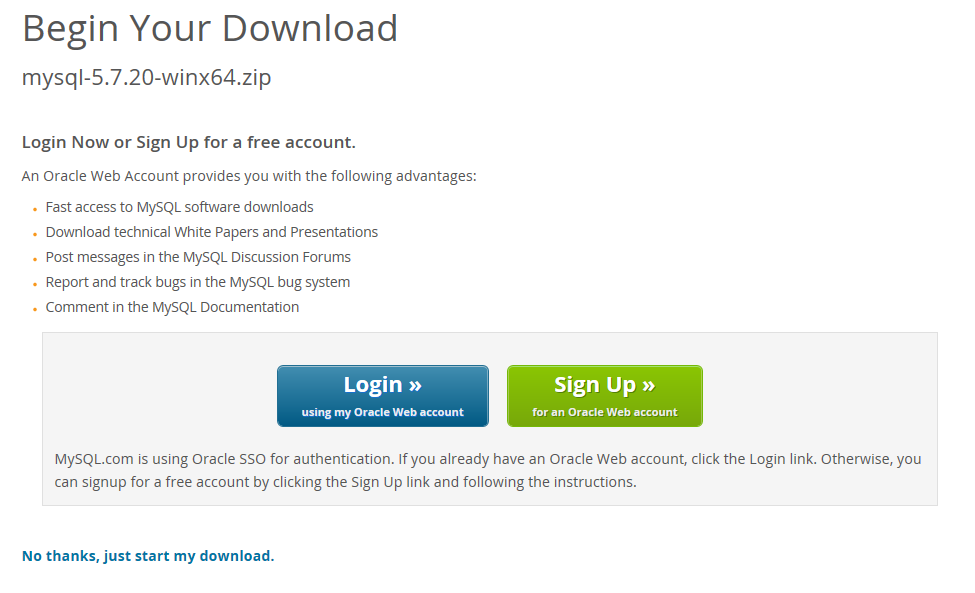 Begin Your Download
mysql-5.7.20-winx64.zip
Login Now or Sign Up for a free account.
An Oracle Web Account provides you with the following advantages:
Fast access to MySQL software downloads
Download technical White Papers and Presentations
Post messages in the MySQL Discussion Forums
Report and track bugs in the MySQL bug system
Comment in the MySQL Documentation
Login »
using my Oracle Web account
Sign Up »
for an Oracle Web account
MySQL.com is using Oracle SSO for authentication. If you already have an Oracle Web account, click the Login link. Otherwise, you
can signup for a free account by clicking the Sign Up link and following the instructions.
No thanks, just start my download.